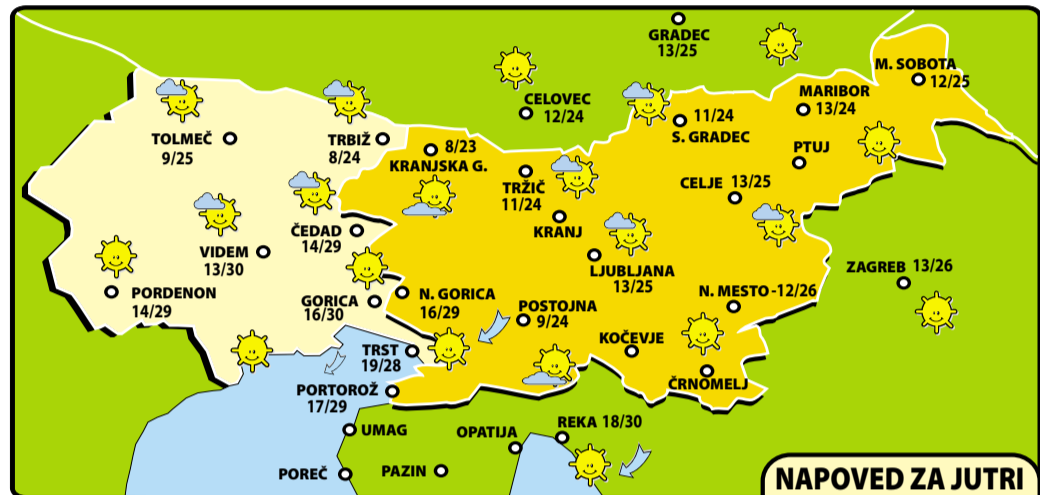 GRADEC
13/25
M. SOBOTA
12/25
MARIBOR
13/24
CELOVEC
12/24
11/24
S. GRADEC
TOLMEČ
9/25
TRBIŽ
8/24
8/23
KRANJSKA G.
PTUJ
TRŽIČ
11/24
CELJE 13/25
KRANJ
ČEDAD
14/29
VIDEM
13/30
LJUBLJANA
13/25
ZAGREB 13/26
PORDENON
14/29
GORICA
16/30
N. GORICA
16/29
POSTOJNA
9/24
N. MESTO -12/26
KOČEVJE
TRST
19/28
ČRNOMELJ
PORTOROŽ
17/29
UMAG
OPATIJA
REKA 18/30
POREČ
PAZIN
NAPOVED ZA JUTRI